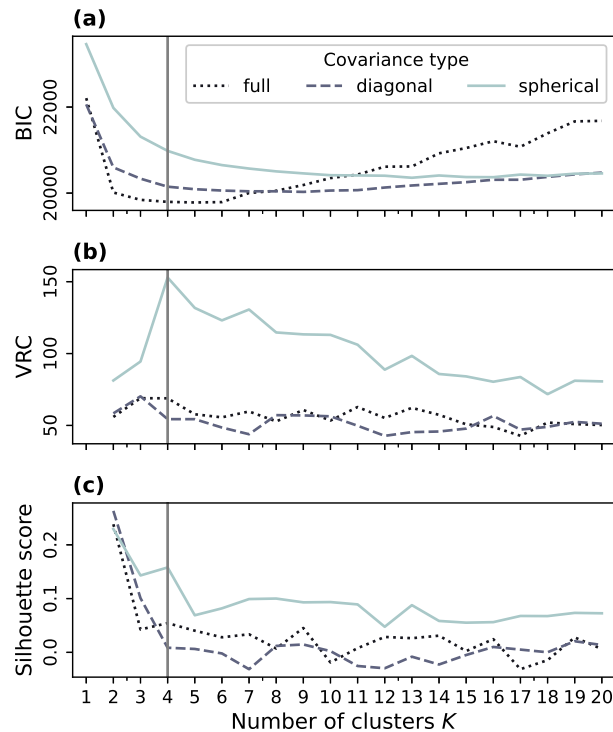 (a)
Covariance type
full diagonal spherical
BIC
22000
20000
(b)
VRC
150
100
50
(c)
Silhouette score
0.2
0.1
0.0
1 2 3 4 5 6 7 8 9 10 11 12 13 14 15 16 17 18 19 20
Number of clusters K